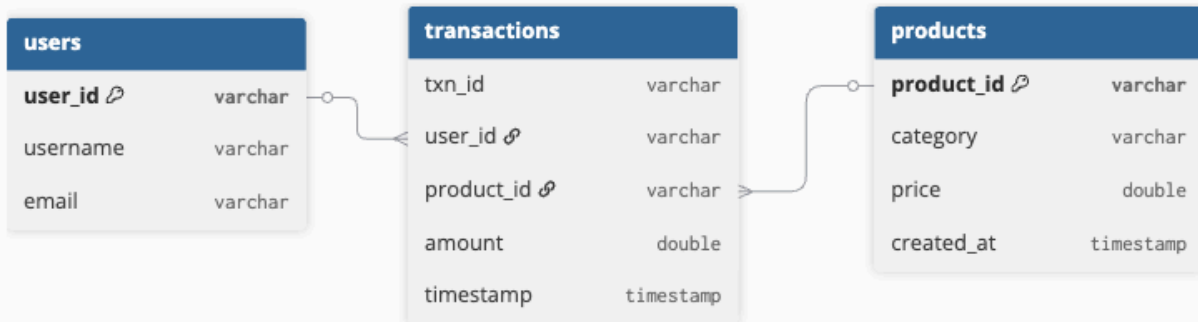 users
user_id varchar
username varchar
email varchar
transactions
txn_id varchar
user_id varchar
product_id varchar
amount double
timestamp timestamp
products
product_id varchar
category varchar
price double
created_at timestamp